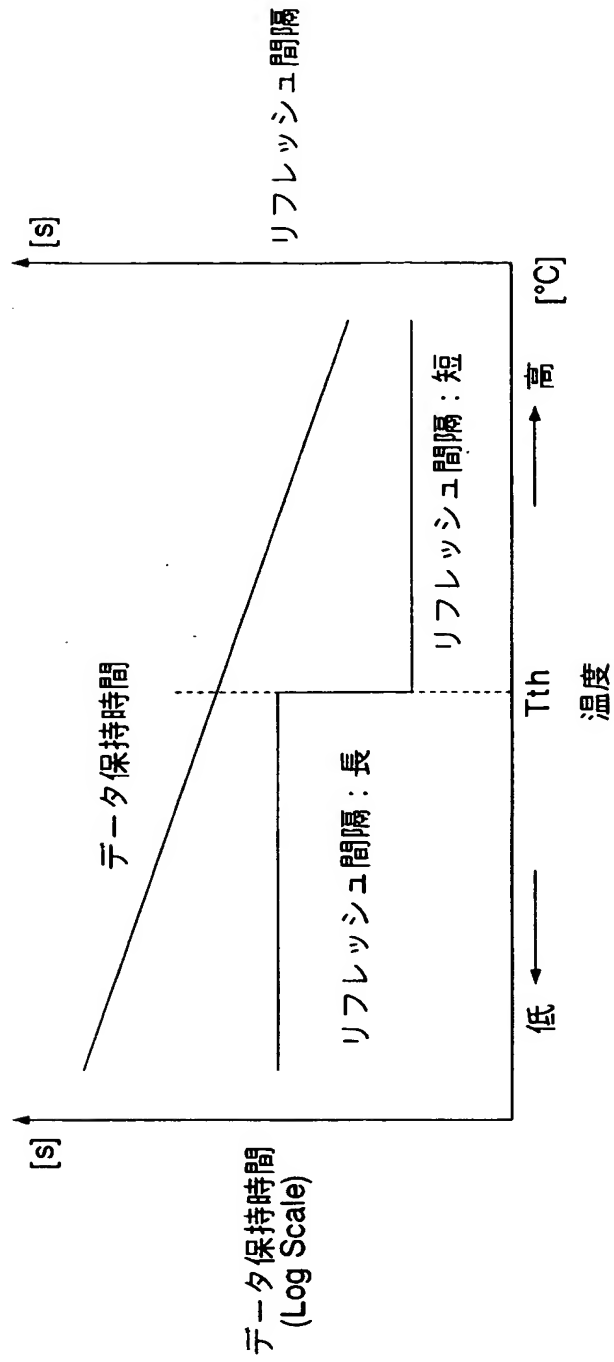 [s]
[s]
データ保持時間
データ保持時間
(Log Scale)
リフレッシュ間隔
リフレッシュ間隔：長
リフレッシュ間隔：短
低
Tth
高
[°C]
温度